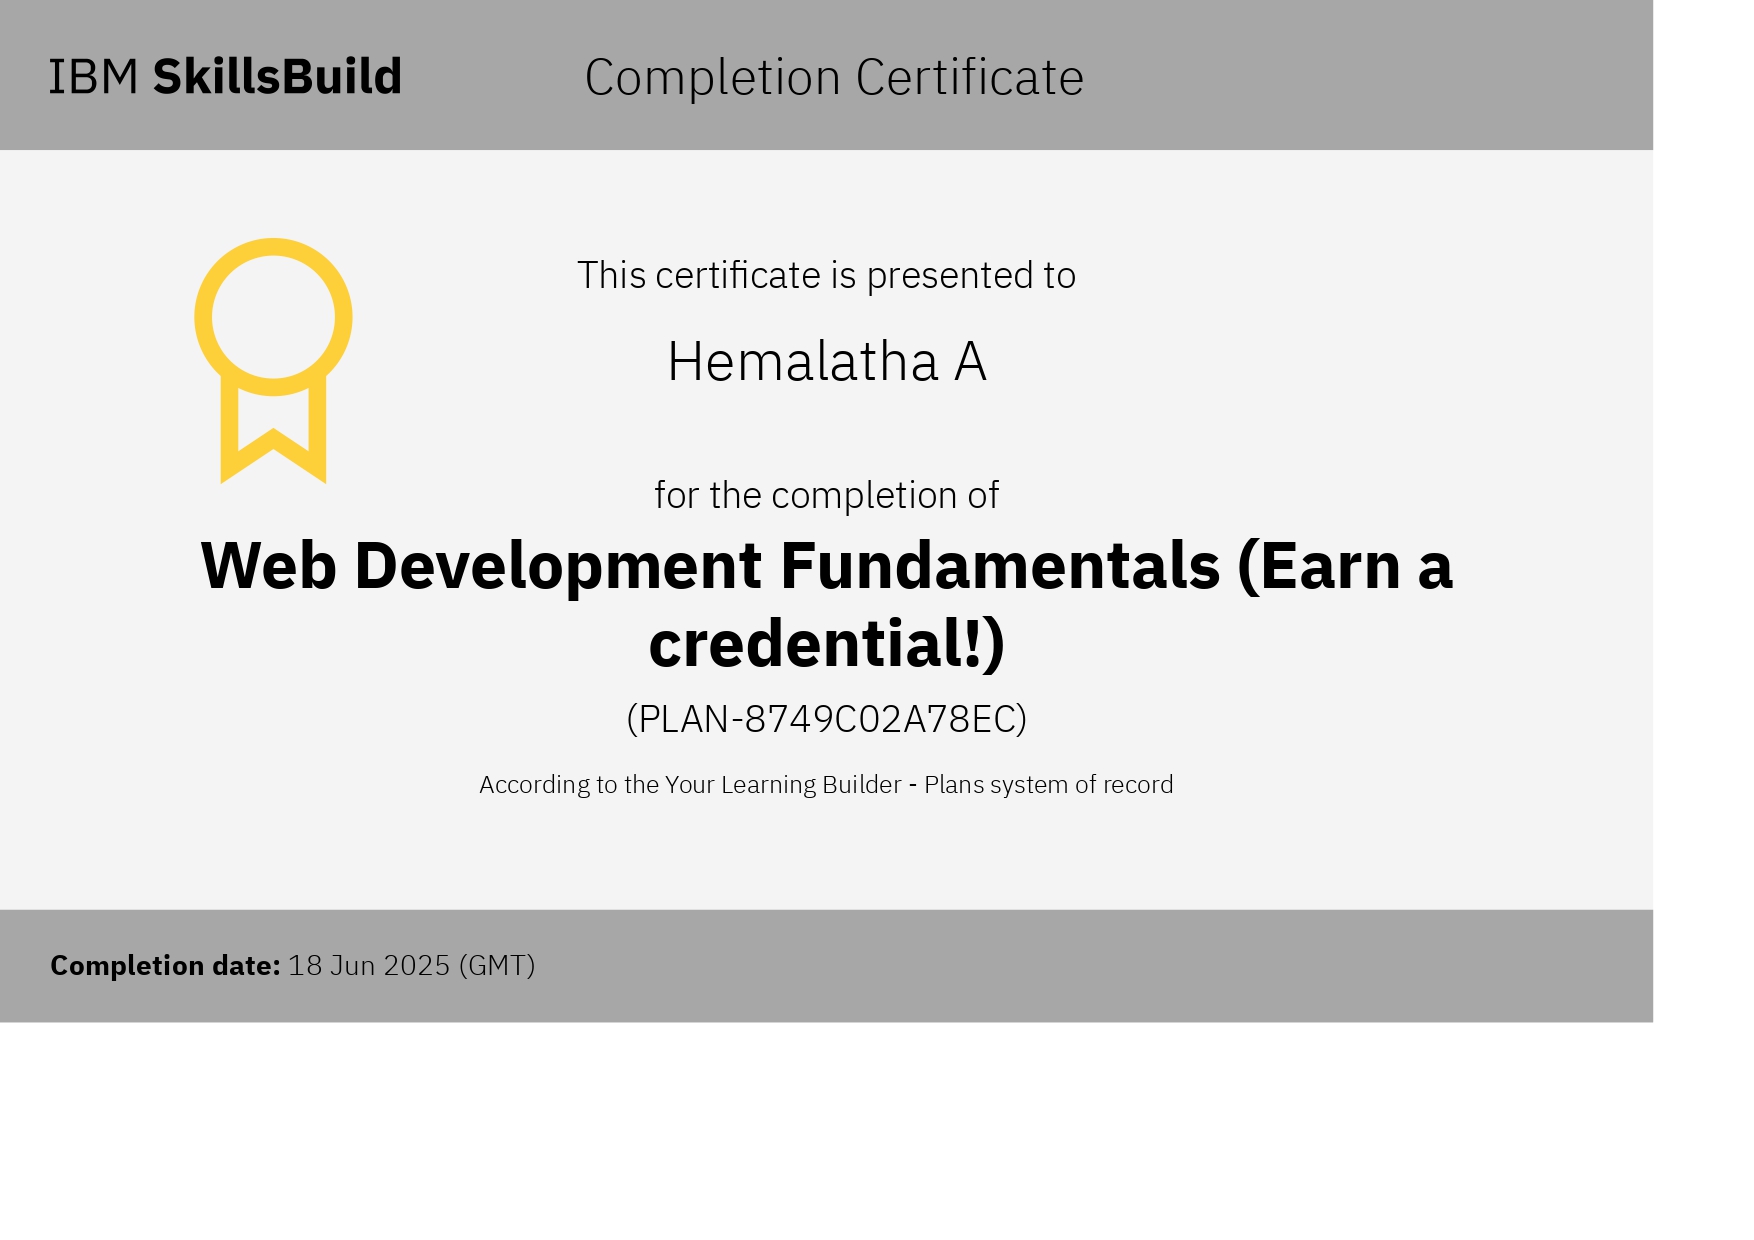 IBM SkillsBuild
Completion Certificate
This certificate is presented to
Hemalatha A
for the completion of
Web Development Fundamentals (Earn a
credential!)
(PLAN-8749C02A78EC)
According to the Your Learning Builder - Plans system of record
Completion date: 18 Jun 2025 (GMT)